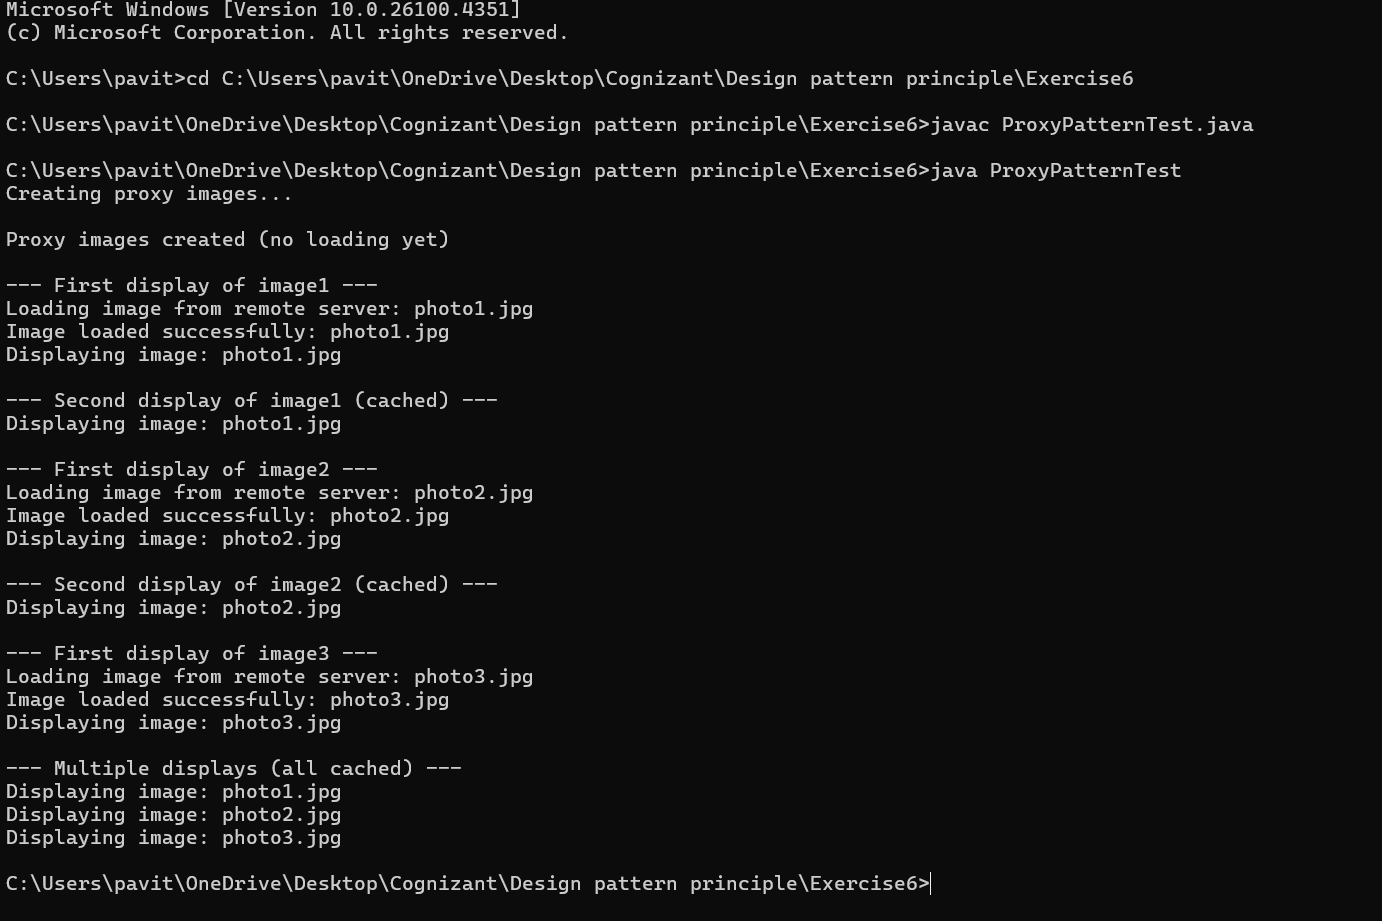 Microsoft Windows [Version 10.0.26100.4351]
(c) Microsoft Corporation. All rights reserved.
C:\Users\pavit>cd C:\Users\pavit\OneDrive\Desktop\Cognizant\Design pattern principle\Exercise6
C:\Users\pavit\OneDrive\Desktop\Cognizant\Design pattern principle\Exercise6>javac ProxyPatternTest.java
C:\Users\pavit\OneDrive\Desktop\Cognizant\Design pattern principle\Exercise6>java ProxyPatternTest
Creating proxy images...
Proxy images created (no loading yet)
--- First display of image1 ---
Loading image from remote server: photo1.jpg
Image loaded successfully: photo1.jpg
Displaying image: photo1.jpg
--- Second display of image1 (cached) ---
Displaying image: photo1.jpg
--- First display of image2 ---
Loading image from remote server: photo2.jpg
Image loaded successfully: photo2.jpg
Displaying image: photo2.jpg
--- Second display of image2 (cached) ---
Displaying image: photo2.jpg
--- First display of image3 ---
Loading image from remote server: photo3.jpg
Image loaded successfully: photo3.jpg
Displaying image: photo3.jpg
--- Multiple displays (all cached) ---
Displaying image: photo1.jpg
Displaying image: photo2.jpg
Displaying image: photo3.jpg
C:\Users\pavit\OneDrive\Desktop\Cognizant\Design pattern principle\Exercise6>